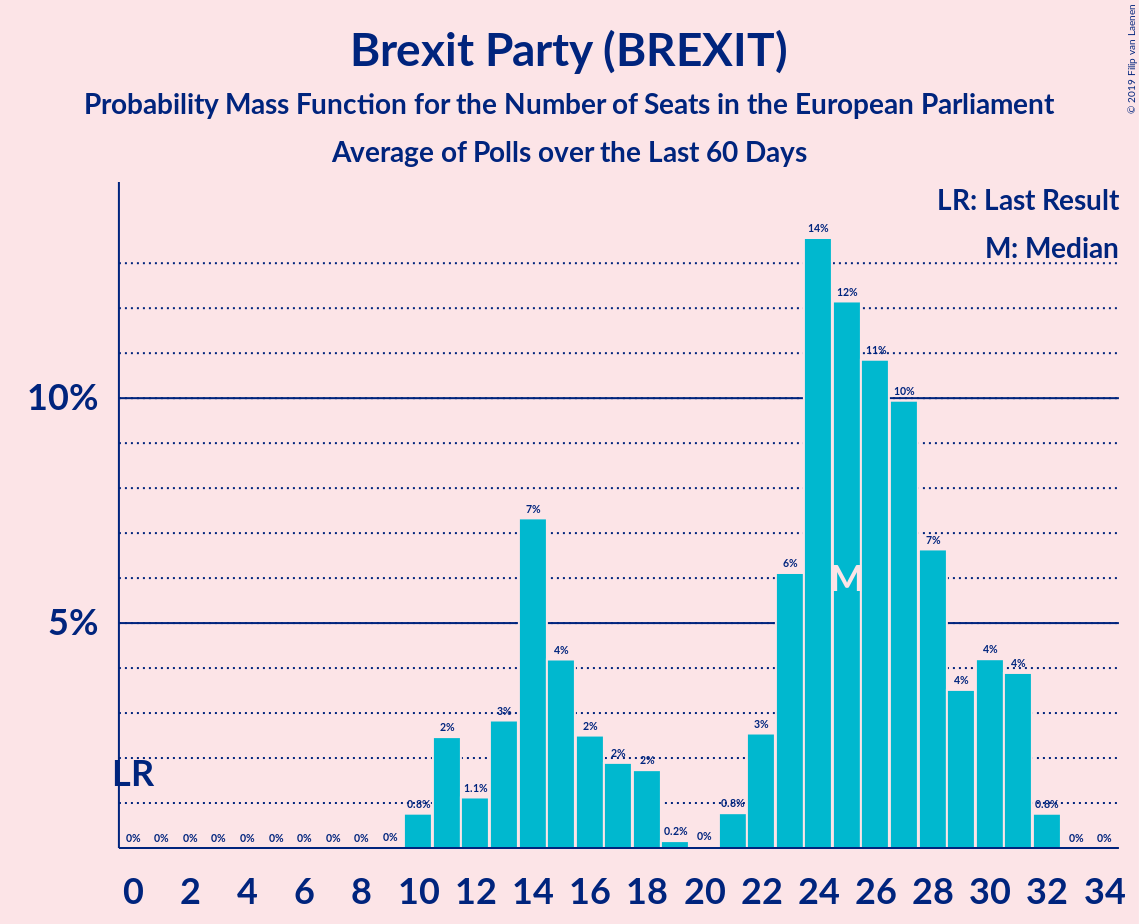 Brexit Party (BREXIT)
Probability Mass Function for the Number of Seats in the European Parliament
Average of Polls over the Last 60 Days
© 2019 Filip van Laenen
LR: Last Result
M: Median
10%
5%
0% 0% 0% 0% 0% 0% 0% 0% 0% 0% 0.8% 2% 1.1% 3% 7% 4% 2% 2% 2% 0.2% 0% 0.8% 3% 6% 14% 12% 11% 10% 7% 4% 4% 4% 0.8% 0% 0%
M
LR
0 2 4 6 8 10 12 14 16 18 20 22 24 26 28 30 32 34